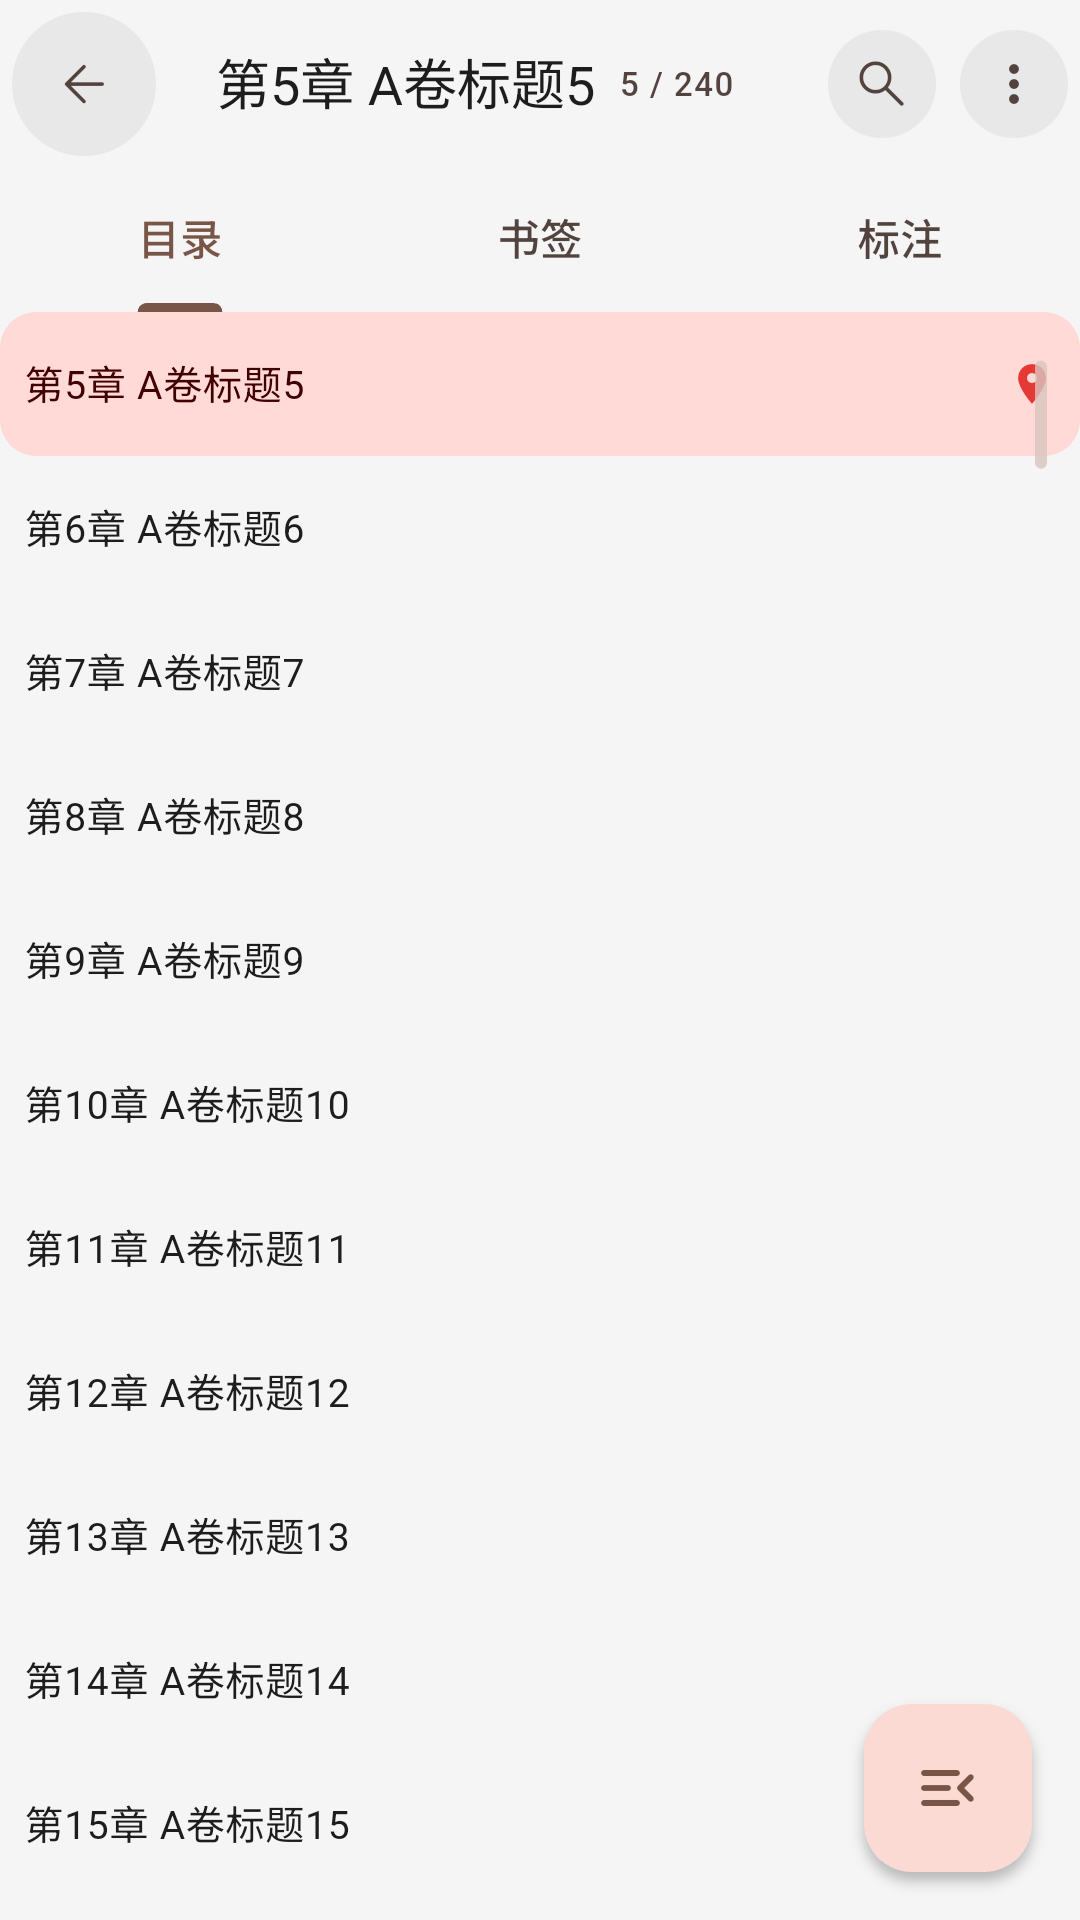 第5章 A卷标题5 5 / 240
目录 书签 标注
第5章 A卷标题5
第6章 A卷标题6
第7章 A卷标题7
第8章 A卷标题8
第9章 A卷标题9
第10章 A卷标题10
第11章 A卷标题11
第12章 A卷标题12
第13章 A卷标题13
第14章 A卷标题14
第15章 A卷标题15